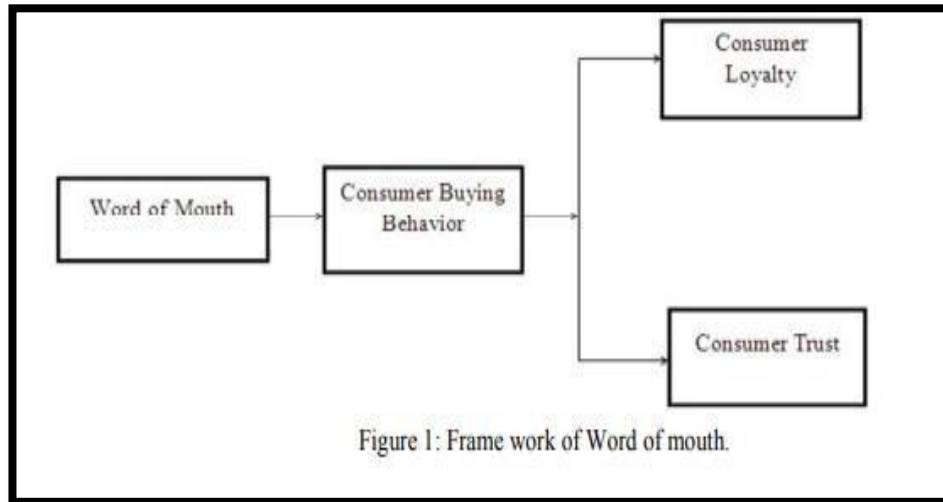 Consumer
Loyalty
Word of Mouth
Consumer Buying
Behavior
Consumer Trust
Figure 1: Frame work of Word of mouth.